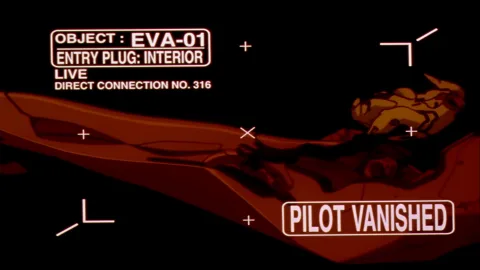 OBJECT : EVA-01
ENTRY PLUG: INTERIOR
LIVE
DIRECT CONNECTION NO. 316
PILOT VANISHED